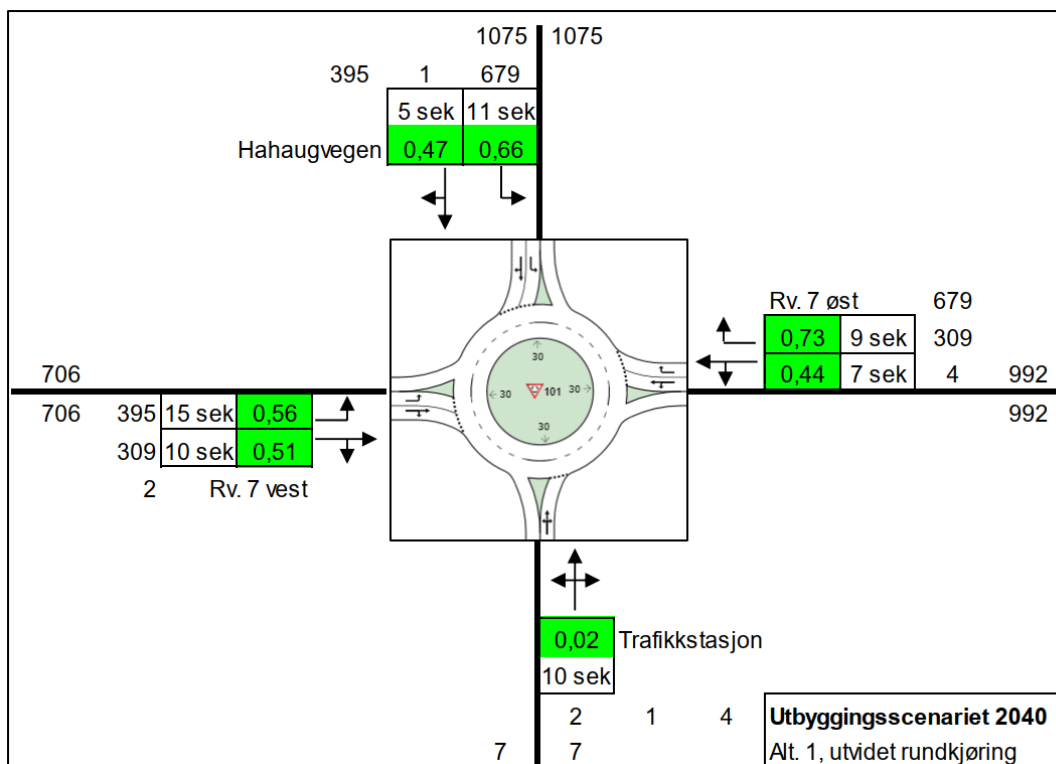 1075 1075
395 1 679
5 sek 11 sek
Hahaugvegen 0,47 0,66
Rv. 7 øst 679
0,73 9 sek 309
0,44 7 sek 4 992
992
30
30 101 30
30
706
706 395 15 sek 0,56
309 10 sek 0,51
2 Rv. 7 vest
0,02 Trafikkstasjon
10 sek
2 1 4
7 7
Utbyggingsscenariet 2040
Alt. 1, utvidet rundkjøring